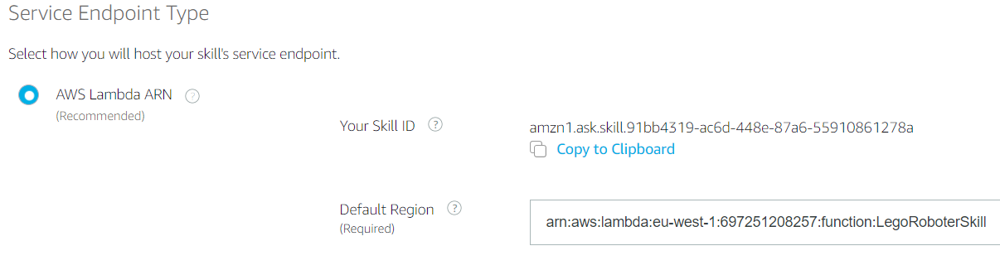 Service Endpoint Type
Select how you will host your skill's service endpoint.
AWS Lambda ARN ?
(Recommended)
Your Skill ID ?
amzn1.ask.skill.91bb4319-ac6d-448e-87a6-55910861278a
Copy to Clipboard
Default Region ?
(Required)
arn:aws:lambda:eu-west-1:697251208257:function:LegoRoboterSkill